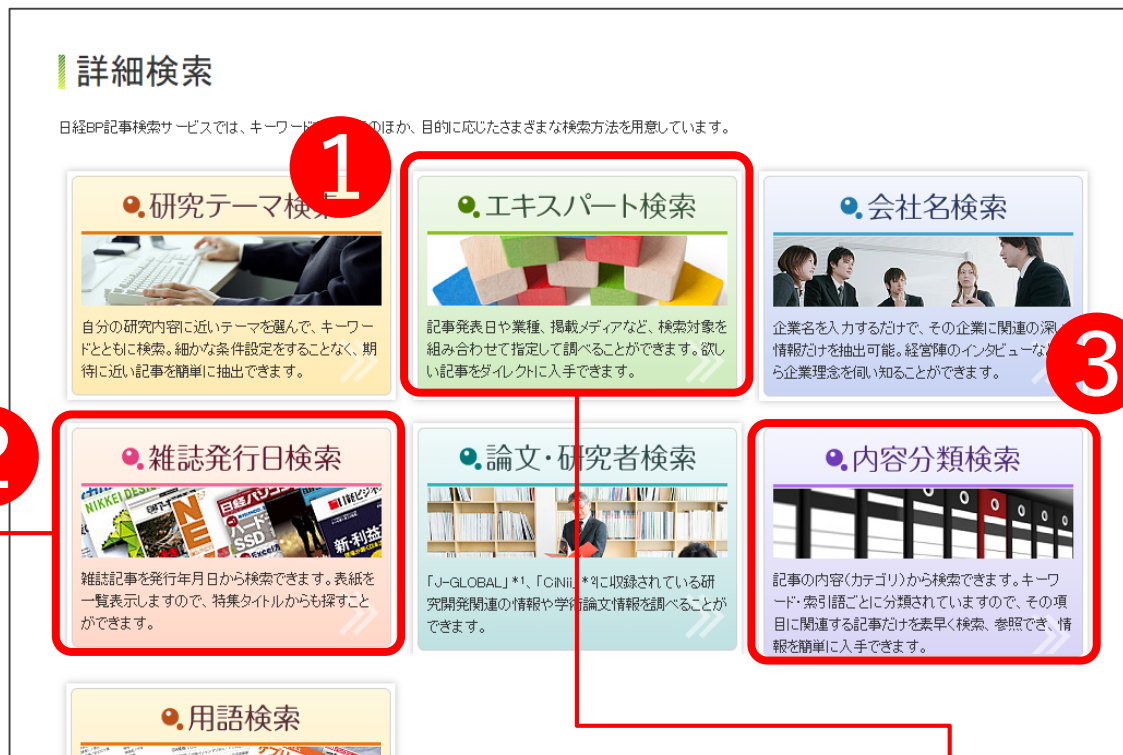 詳細検索
日経BP記事検索サービスでは、キーワード のほか、目的に応じたさまざまな検索方法を用意しています。
1
研究テーマ検索
自分の研究内容に近いテーマを選んで、キーワー
ドとともに検索。細かな条件設定をすることなく、期
待に近い記事を簡単に抽出できます。
エキスパート検索
記事発表日や業種、掲載メディアなど、検索対象を
組み合わせて指定して調べることができます。欲し
い記事をダイレクトに入手できます。
会社名検索
企業名を入力するだけで、その企業に関連の深
情報だけを抽出可能。経営陣のインタビューな
ら企業理念を伺い知ることができます。
3
2
雑誌発行日検索
NIKKEI DESIGN
日経パソコン
SSD
新・利益
雑誌記事を発行年月日から検索できます。表紙を
一覧表示しますので、特集タイトルからも探すこと
ができます。
論文・研究者検索
「J-GLOBAL」*1、「CiNii」*2に収録されている研
究開発関連の情報や学術論文情報を調べることが
できます。
内容分類検索
記事の内容(カテゴリ)から検索できます。キーワ
ード・索引語ごとに分類されていますので、その項
目に関連する記事だけを素早く検索、参照でき、情
報を簡単に入手できます。
用語検索